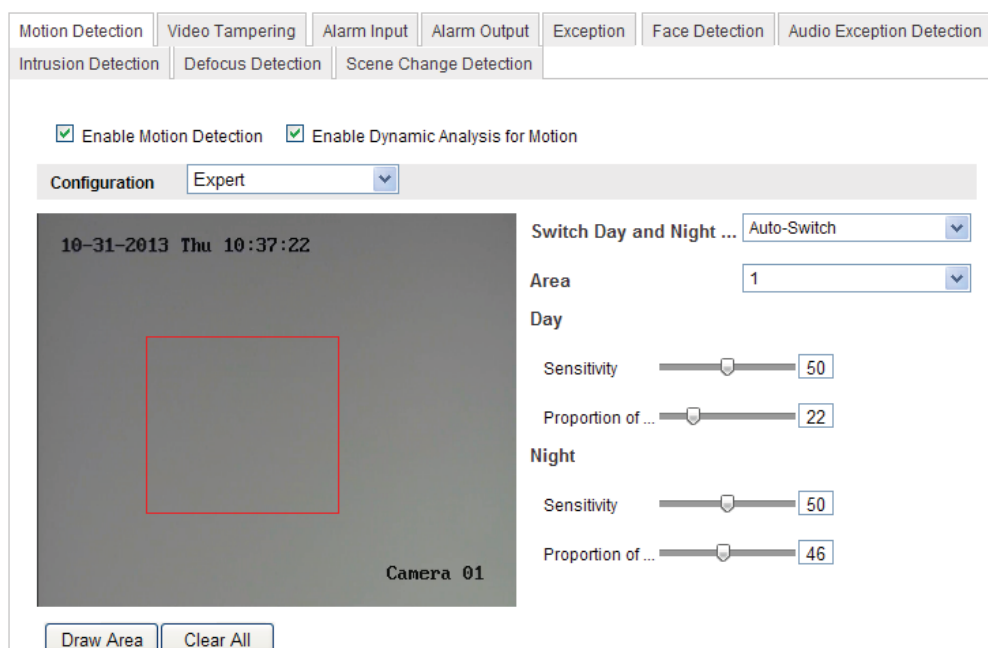 Motion Detection Video Tampering Alarm Input Alarm Output Exception Face Detection Audio Exception Detection
Intrusion Detection Defocus Detection Scene Change Detection
Enable Motion Detection Enable Dynamic Analysis for Motion
Configuration Expert
10-31-2013 Thu 10:37:22
Camera 01
Switch Day and Night ... Auto-Switch
Area 1
Day
Sensitivity 50
Proportion of ... 22
Night
Sensitivity 50
Proportion of ... 46
Draw Area Clear All